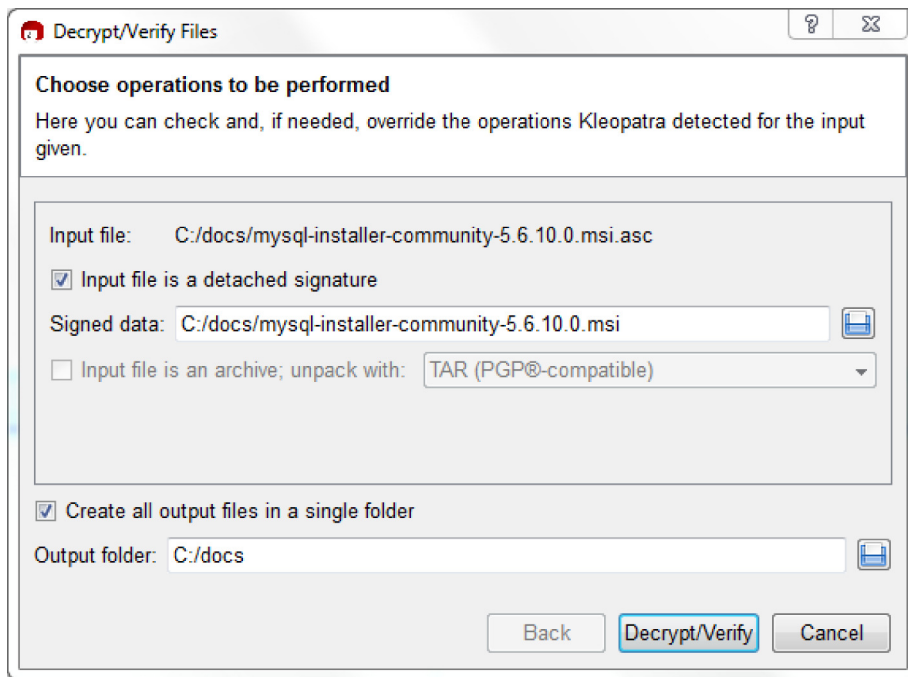 Decrypt/Verify Files
Choose operations to be performed
Here you can check and, if needed, override the operations Kleopatra detected for the input
given.
Input file: C:/docs/mysql-installer-community-5.6.10.0.msi.asc
Input file is a detached signature
Signed data: C:/docs/mysql-installer-community-5.6.10.0.msi
Input file is an archive; unpack with: TAR (PGP®-compatible)
Create all output files in a single folder
Output folder: C:/docs
Back Decrypt/Verify Cancel